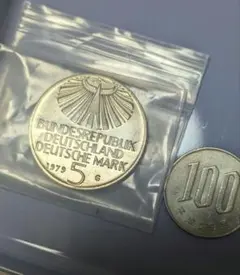 BUNDESREPUBLIK
DEUTSCHLAND
DEUTSCHE MARK
1979 5 G
100